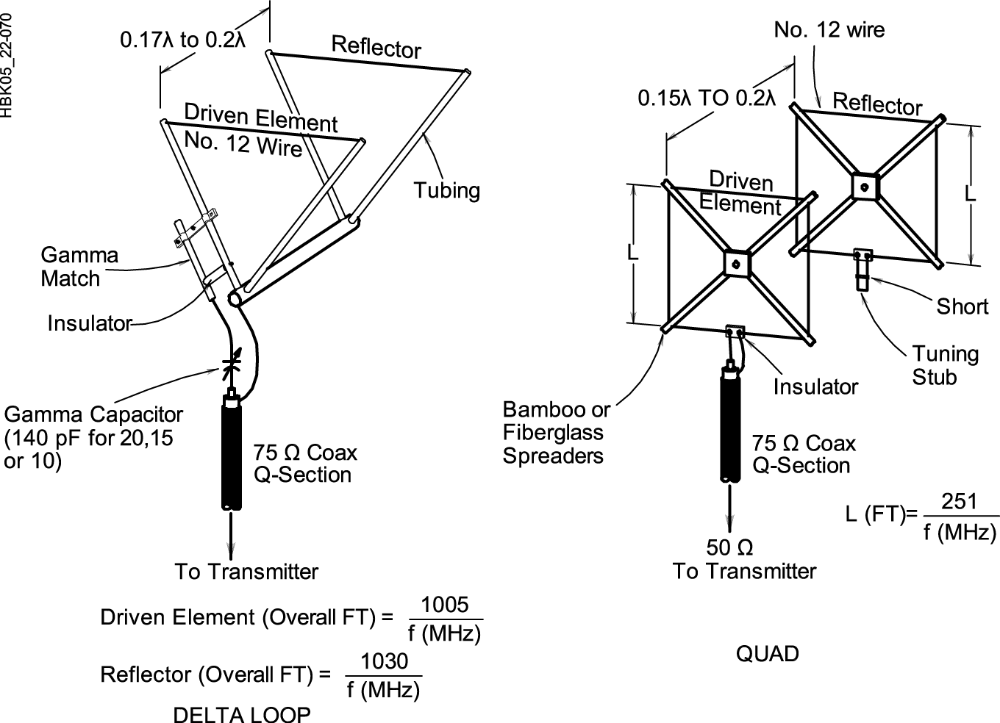 HBK05_22-070
0.17λ to 0.2λ
Reflector
Driven Element
No. 12 Wire
Tubing
Gamma
Match
Insulator
Gamma Capacitor
(140 pF for 20,15
or 10)
75 Ω Coax
Q-Section
To Transmitter
Driven Element (Overall FT) = 1005
f (MHz)
Reflector (Overall FT) = 1030
f (MHz)
DELTA LOOP
No. 12 wire
0.15λ TO 0.2λ
Reflector
L
Driven
Element
L
Short
Tuning
Stub
Insulator
Bamboo or
Fiberglass
Spreaders
75 Ω Coax
Q-Section
L (FT)= 251
f (MHz)
50 Ω
To Transmitter
QUAD